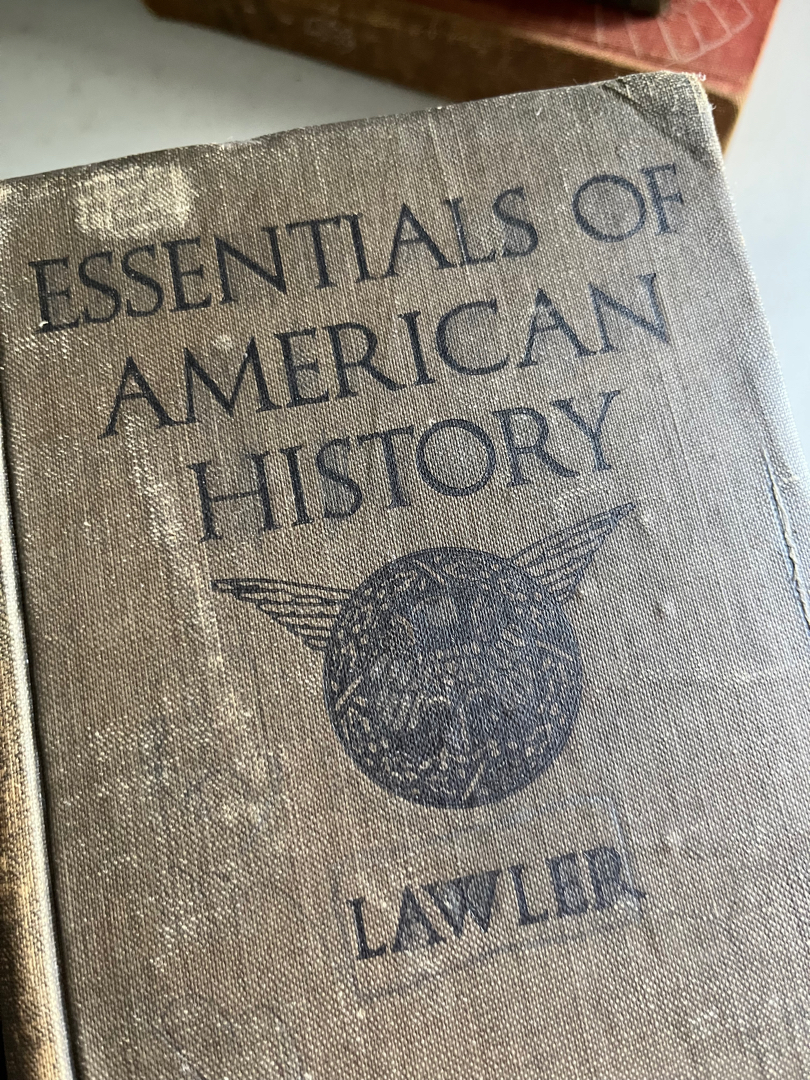 ESSENTIALS OF
AMERICAN
HISTORY
LAWLER